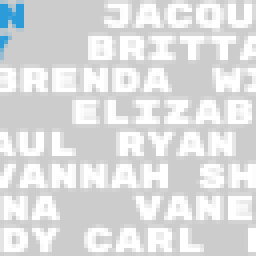 N JACQU
Y BRITTA
BRENDA WI
ELIZAB
AUL RYAN
VANNAH SH
NA VANE
DY CARL